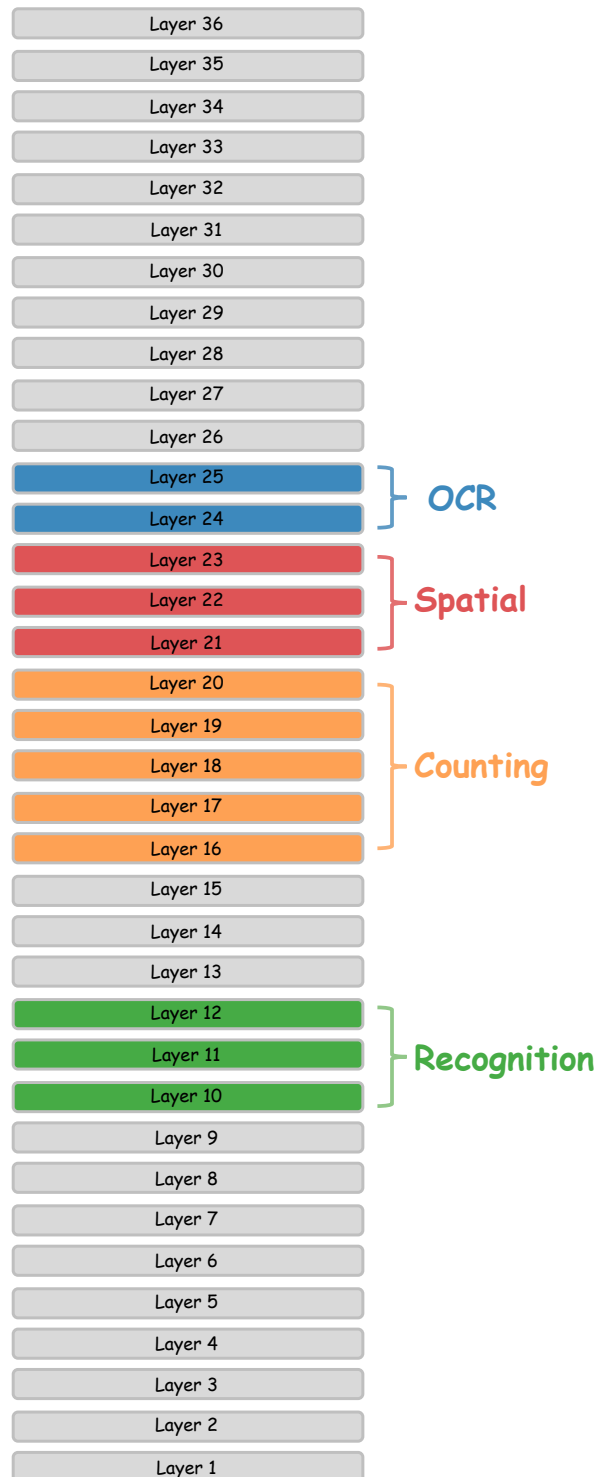 Layer 36
Layer 35
Layer 34
Layer 33
Layer 32
Layer 31
Layer 30
Layer 29
Layer 28
Layer 27
Layer 26
Layer 25
OCR
Layer 24
Layer 23
Layer 22
Spatial
Layer 21
Layer 20
Layer 19
Layer 18
Counting
Layer 17
Layer 16
Layer 15
Layer 14
Layer 13
Layer 12
Layer 11
Recognition
Layer 10
Layer 9
Layer 8
Layer 7
Layer 6
Layer 5
Layer 4
Layer 3
Layer 2
Layer 1